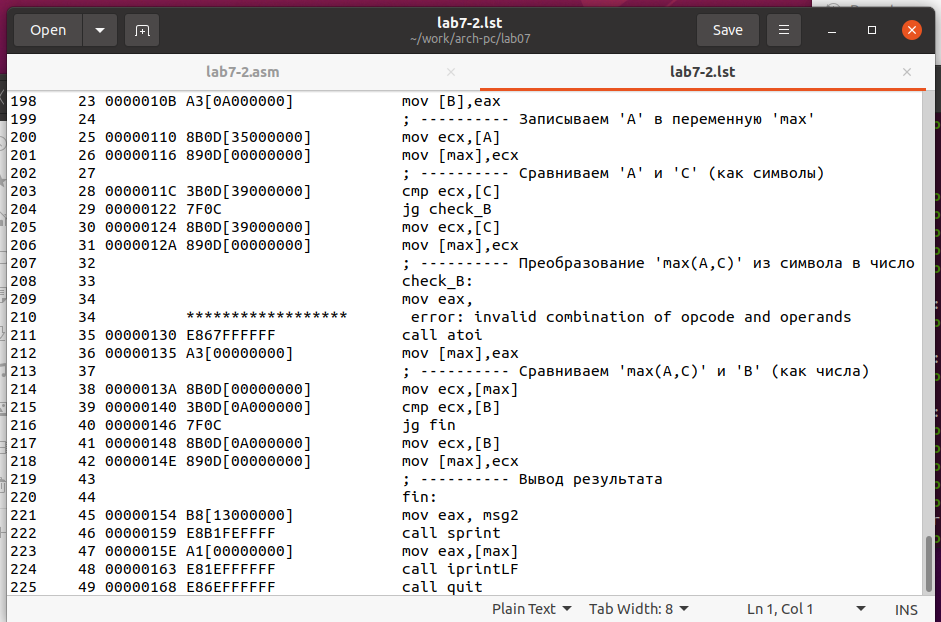 Open
lab7-2.lst
~/work/arch-pc/lab07
Save
lab7-2.asm
lab7-2.lst
198 23 0000010B A3[0A000000] mov [B],eax
199 24 ; ---------- Записываем 'A' в переменную 'max'
200 25 00000110 8B0D[35000000] mov ecx,[A]
201 26 00000116 890D[00000000] mov [max],ecx
202 27 ; ---------- Сравниваем 'A' и 'С' (как символы)
203 28 0000011C 3B0D[39000000] cmp ecx,[C]
204 29 00000122 7F0C jg check_B
205 30 00000124 8B0D[39000000] mov ecx,[C]
206 31 0000012A 890D[00000000] mov [max],ecx
207 32 ; ---------- Преобразование 'max(A,C)' из символа в число
208 33 check_B:
209 34 mov eax,
210 34 ****************** error: invalid combination of opcode and operands
211 35 00000130 E867FFFFFF call atoi
212 36 00000135 A3[00000000] mov [max],eax
213 37 ; ---------- Сравниваем 'max(A,C)' и 'B' (как числа)
214 38 0000013A 8B0D[00000000] mov ecx,[max]
215 39 00000140 3B0D[0A000000] cmp ecx,[B]
216 40 00000146 7F0C jg fin
217 41 00000148 8B0D[0A000000] mov ecx,[B]
218 42 0000014E 890D[00000000] mov [max],ecx
219 43 ; ---------- Вывод результата
220 44 fin:
221 45 00000154 B8[13000000] mov eax, msg2
222 46 00000159 E8B1FEFFFF call sprint
223 47 0000015E A1[00000000] mov eax,[max]
224 48 00000163 E81EFFFFFF call iprintLF
225 49 00000168 E86EFFFFFF call quit
Plain Text Tab Width: 8 Ln 1, Col 1 INS